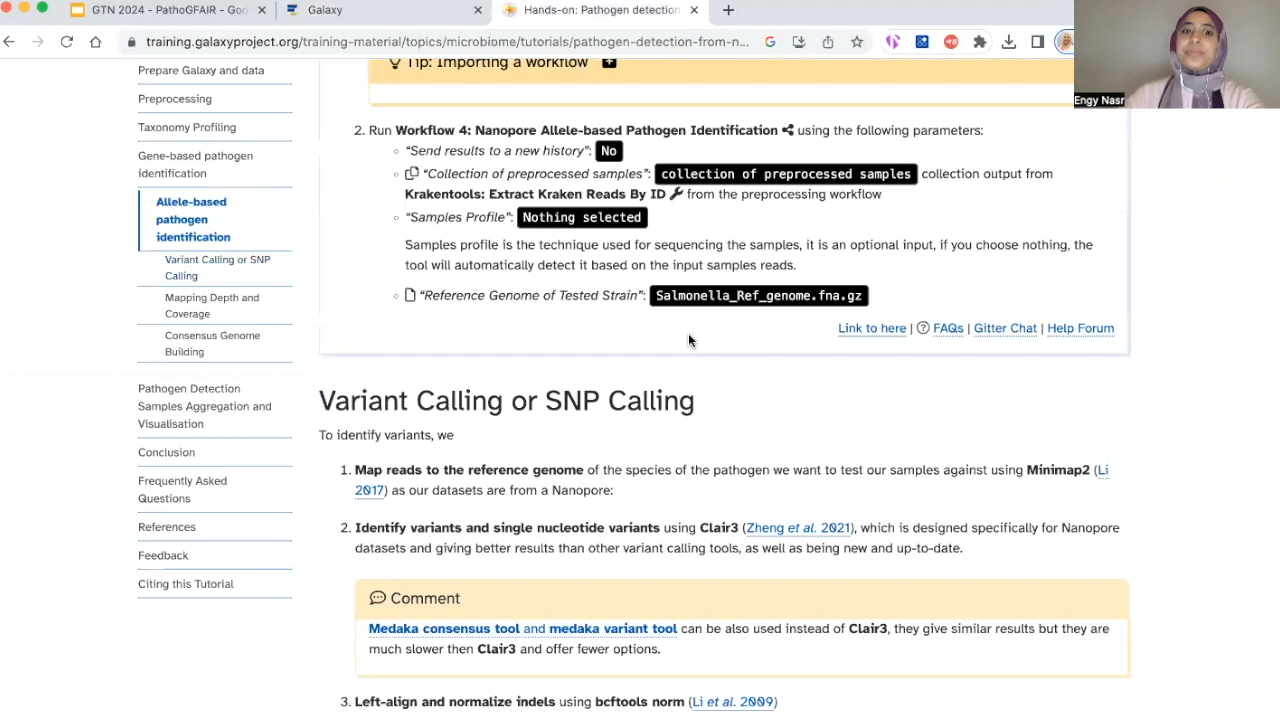 GTN 2024 - PathoGFAIR - Goo
Galaxy
Hands-on: Pathogen detection
training.galaxyproject.org/training-material/topics/microbiome/tutorials/pathogen-detection-from-n...
Engy Nasr
Prepare Galaxy and data
Preprocessing
Taxonomy Profiling
Gene-based pathogen
identification
Allele-based
pathogen
identification
Variant Calling or SNP
Calling
Mapping Depth and
Coverage
Consensus Genome
Building
Pathogen Detection
Samples Aggregation and
Visualisation
Conclusion
Frequently Asked
Questions
References
Feedback
Citing this Tutorial
Tip: Importing a workflow
2. Run Workflow 4: Nanopore Allele-based Pathogen Identification using the following parameters:
“Send results to a new history”: No
“Collection of preprocessed samples”: collection of preprocessed samples collection output from
Krakentools: Extract Kraken Reads By ID from the preprocessing workflow
“Samples Profile”: Nothing selected
Samples profile is the technique used for sequencing the samples, it is an optional input, if you choose nothing, the
tool will automatically detect it based on the input samples reads.
“Reference Genome of Tested Strain”: Salmonella_Ref_genome.fna.gz
Link to here | FAQs | Gitter Chat | Help Forum
Variant Calling or SNP Calling
To identify variants, we
1. Map reads to the reference genome of the species of the pathogen we want to test our samples against using Minimap2 (Li
2017) as our datasets are from a Nanopore:
2. Identify variants and single nucleotide variants using Clair3 (Zheng et al. 2021), which is designed specifically for Nanopore
datasets and giving better results than other variant calling tools, as well as being new and up-to-date.
Comment
Medaka consensus tool and medaka variant tool can be also used instead of Clair3, they give similar results but they are
much slower then Clair3 and offer fewer options.
3. Left-align and normalize indels using bcftools norm (Li et al. 2009)